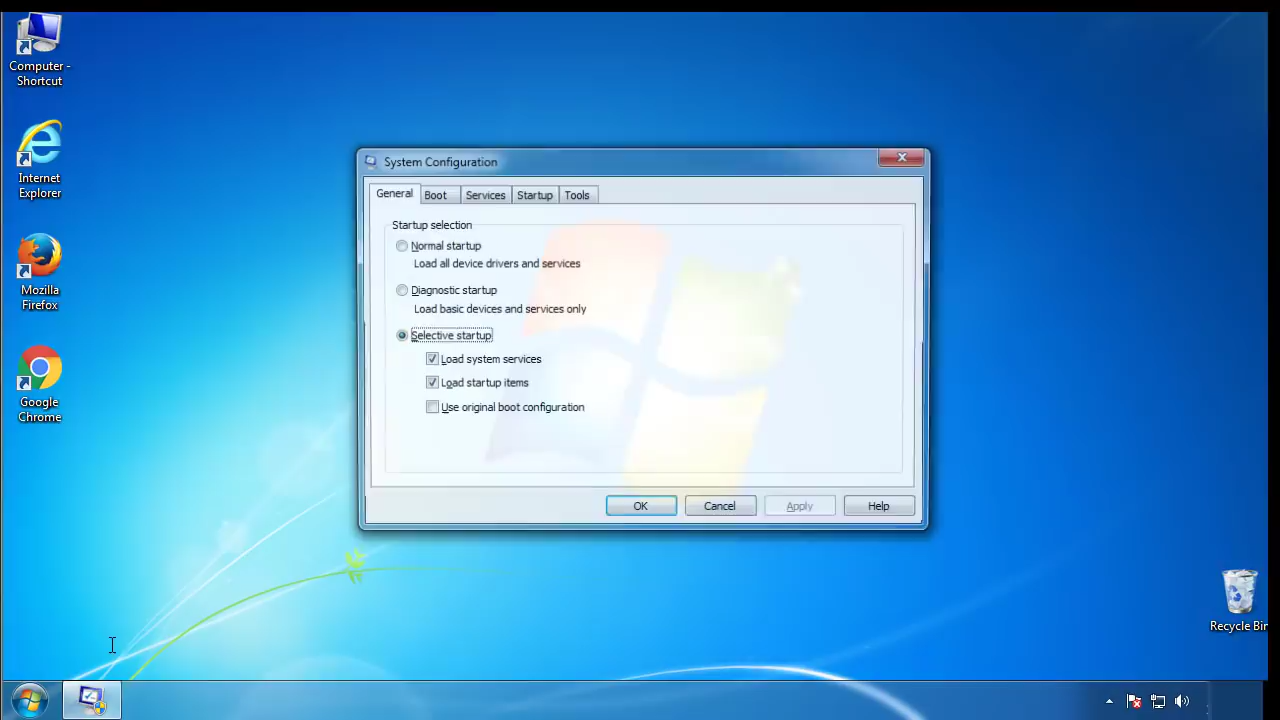 Computer -
Shortcut
Internet
Explorer
Mozilla
Firefox
Google
Chrome
System Configuration
General Boot Services Startup Tools
Startup selection
Normal startup
Load all device drivers and services
Diagnostic startup
Load basic devices and services only
Selective startup
Load system services
Load startup items
Use original boot configuration
OK Cancel Apply Help
Recycle Bin